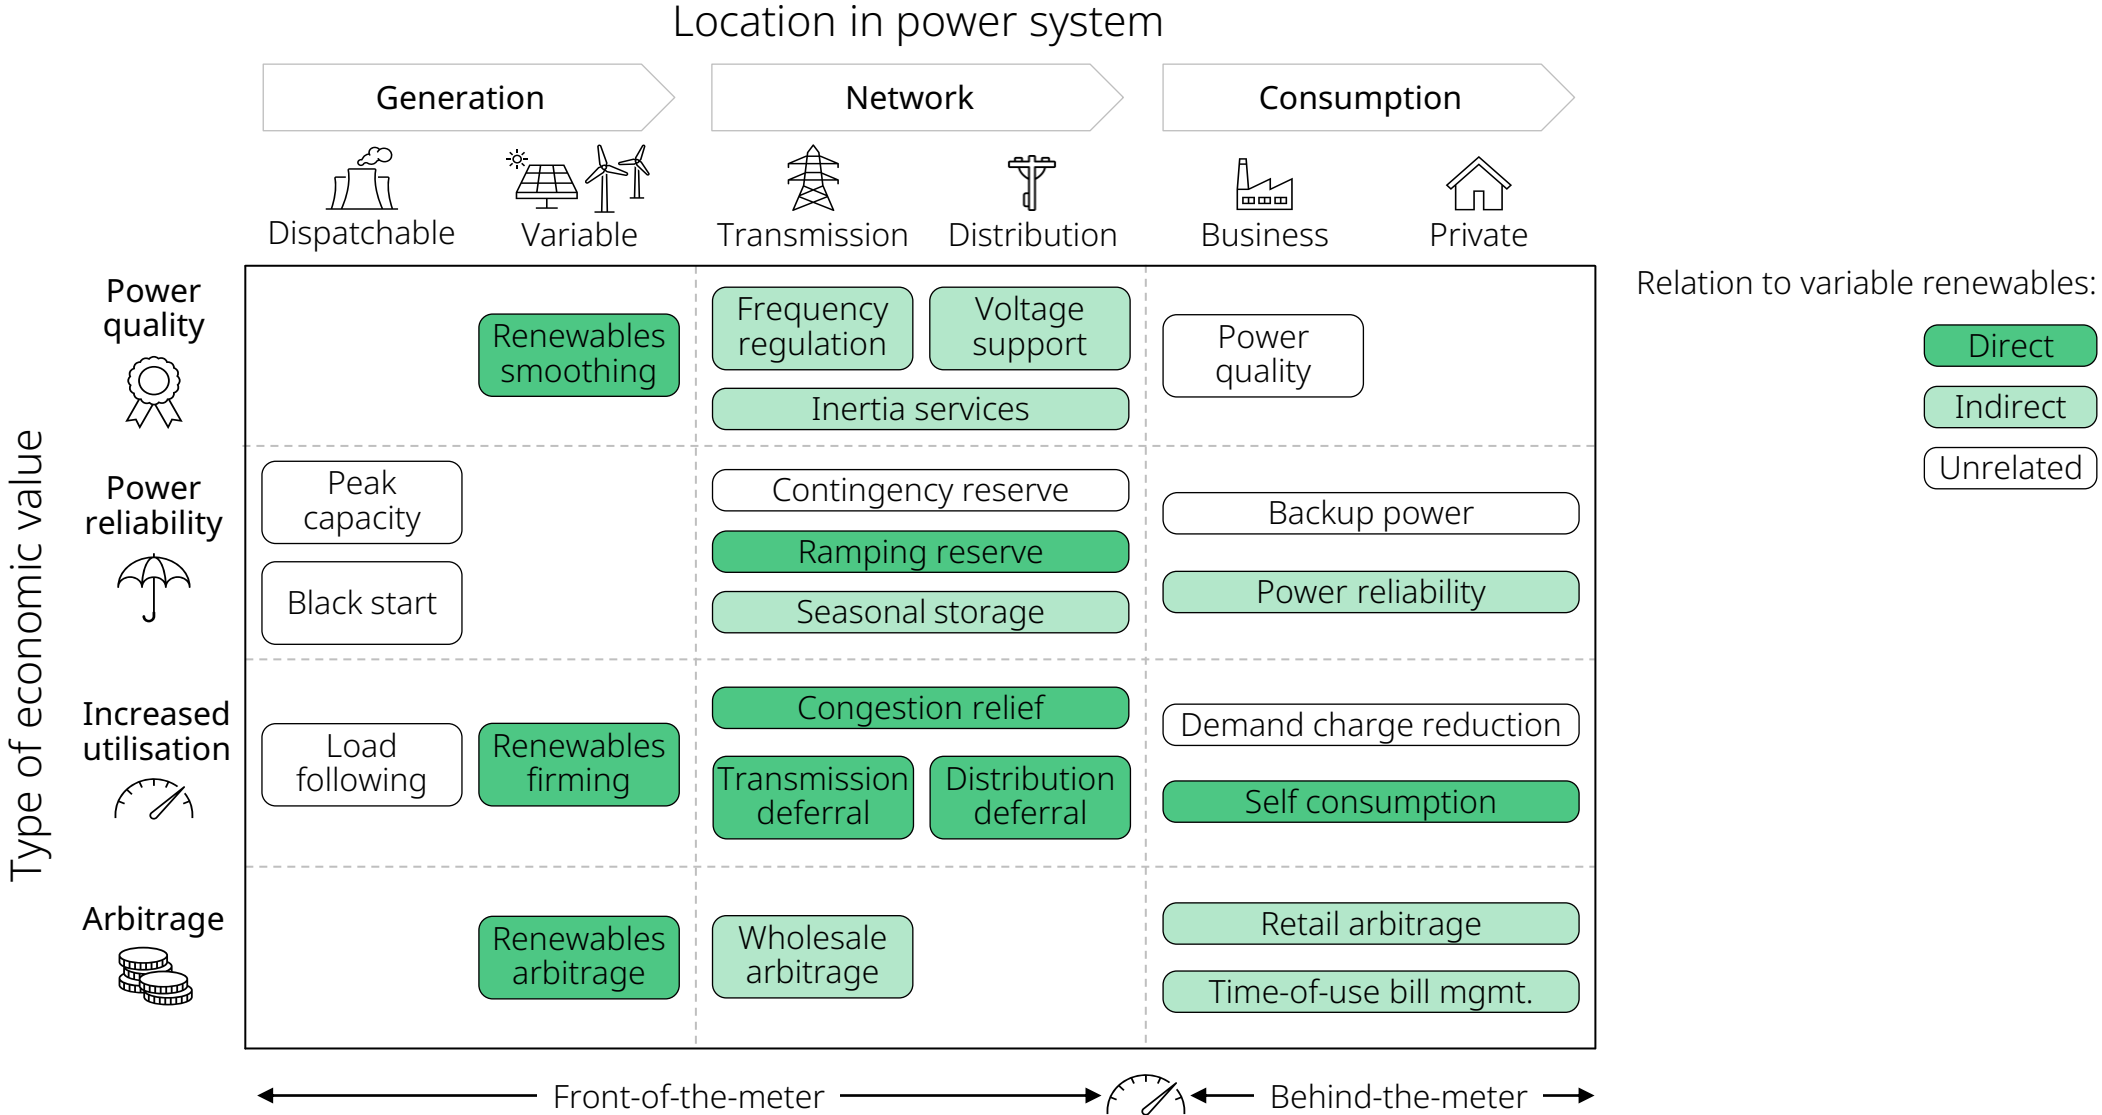 Location in power system
Generation
Network
Consumption
Dispatchable
Variable
Transmission
Distribution
Business
Private
Type of economic value
Power
quality
Renewables
smoothing
Frequency
regulation
Voltage
support
Inertia services
Power
quality
Power
reliability
Peak
capacity
Black start
Contingency reserve
Ramping reserve
Seasonal storage
Backup power
Power reliability
Increased
utilisation
Load
following
Renewables
firming
Congestion relief
Transmission
deferral
Distribution
deferral
Demand charge reduction
Self consumption
Arbitrage
Renewables
arbitrage
Wholesale
arbitrage
Retail arbitrage
Time-of-use bill mgmt.
Front-of-the-meter
Behind-the-meter
Relation to variable renewables:
Direct
Indirect
Unrelated